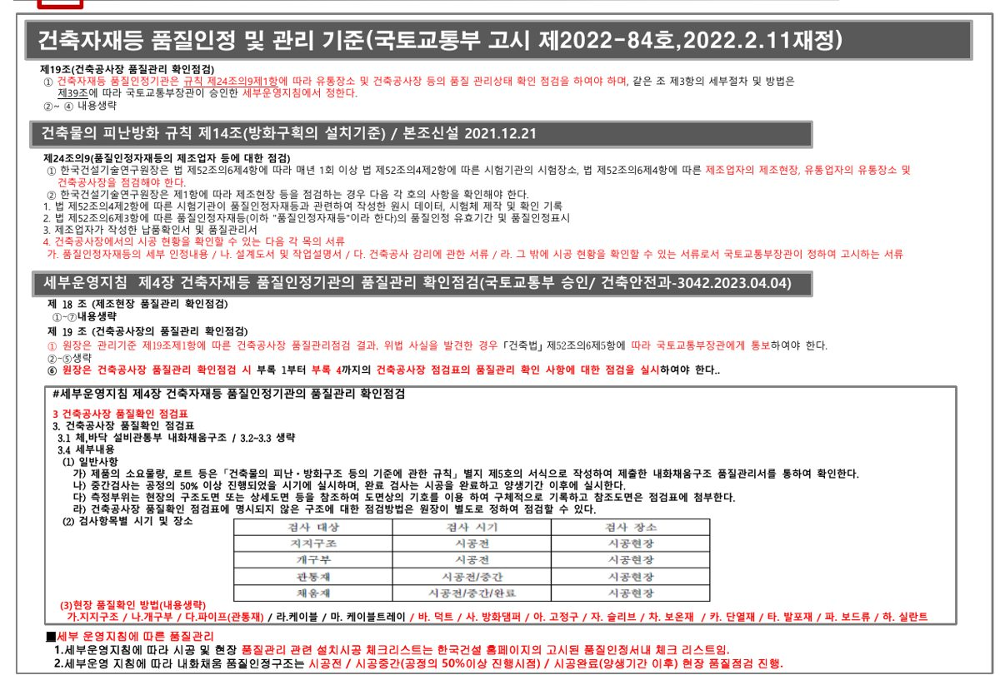 건축자재등 품질인정 및 관리 기준(국토교통부 고시 제2022-84호,2022.2.11재정)
제19조(건축공사장 품질관리 확인점검)
① 건축자재등 품질인정기관은 규칙 제24조의9제1항에 따라 유통장소 및 건축공사장 등의 품질 관리상태 확인 점검을 하여야 하며, 같은 조 제3항의 세부절차 및 방법은
제39조에 따라 국토교통부장관이 승인한 세부운영지침에서 정한다.
②~ ④ 내용생략
건축물의 피난방화 규칙 제14조(방화구획의 설치기준) / 본조신설 2021.12.21
제24조의9(품질인정자재등의 제조업자 등에 대한 점검)
① 한국건설기술연구원장은 법 제52조의6제4항에 따라 매년 1회 이상 법 제52조의4제2항에 따른 시험기관의 시험장소, 법 제52조의6제4항에 따른 제조업자의 제조현장, 유통업자의 유통장소 및
건축공사장을 점검해야 한다.
② 한국건설기술연구원장은 제1항에 따라 제조현장 등을 점검하는 경우 다음 각 호의 사항을 확인해야 한다.
1. 법 제52조의4제2항에 따른 시험기관이 품질인정자재등과 관련하여 작성한 원시 데이터, 시험체 제작 및 확인 기록
2. 법 제52조의6제3항에 따른 품질인정자재등(이하 "품질인정자재등"이라 한다)의 품질인정 유효기간 및 품질인정표시
3. 제조업자가 작성한 납품확인서 및 품질관리서
4. 건축공사장에서의 시공 현황을 확인할 수 있는 다음 각 목의 서류
가. 품질인정자재등의 세부 인정내용 / 나. 설계도서 및 작업설명서 / 다. 건축공사 감리에 관한 서류 / 라. 그 밖에 시공 현황을 확인할 수 있는 서류로서 국토교통부장관이 정하여 고시하는 서류
세부운영지침 제4장 건축자재등 품질인정기관의 품질관리 확인점검(국토교통부 승인/ 건축안전과-3042.2023.04.04)
제 18 조 (제조현장 품질관리 확인점검)
①~⑦내용생략
제 19 조 (건축공사장의 품질관리 확인점검)
① 원장은 관리기준 제19조제1항에 따른 건축공사장 품질관리점검 결과, 위법 사실을 발견한 경우 「건축법」 제52조의6제5항에 따라 국토교통부장관에게 통보하여야 한다.
②~⑤생략
⑥ 원장은 건축공사장 품질관리 확인점검 시 부록 1부터 부록 4까지의 건축공사장 점검표의 품질관리 확인 사항에 대한 점검을 실시하여야 한다..
#세부운영지침 제4장 건축자재등 품질인정기관의 품질관리 확인점검
3 건축공사장 품질확인 점검표
3. 건축공사장 품질확인 점검표
3.1 체,바닥 설비관통부 내화채움구조 / 3.2~3.3 생략
3.4 세부내용
(1) 일반사항
가) 제품의 소요물량, 로트 등은「건축물의 피난·방화구조 등의 기준에 관한 규칙」별지 제5호의 서식으로 작성하여 제출한 내화채움구조 품질관리서를 통하여 확인한다.
나) 중간검사는 공정의 50% 이상 진행되었을 시기에 실시하며, 완료 검사는 시공을 완료하고 양생기간 이후에 실시한다.
다) 측정부위는 현장의 구조도면 또는 상세도면 등을 참조하여 도면상의 기호를 이용 하여 구체적으로 기록하고 참조도면은 점검표에 첨부한다.
라) 건축공사장 품질확인 점검표에 명시되지 않은 구조에 대한 점검방법은 원장이 별도로 정하여 점검할 수 있다.
(2) 검사항목별 시기 및 장소
검사 대상 검사 시기 검사 장소
지지구조 시공전 시공현장
개구부 시공전 시공현장
관통재 시공전/중간 시공현장
채움재 시공전/중간/완료 시공현장
(3)현장 품질확인 방법(내용생략)
가.지지구조 / 나.개구부 / 다.파이프(관통재) / 라.케이블 / 마. 케이블트레이 / 바. 덕트 / 사. 방화댐퍼 / 아. 고정구 / 자. 슬리브 / 차. 보온재 / 카. 단열재 / 타. 발포재 / 파. 보드류 / 하. 실란트
■세부 운영지침에 따른 품질관리
1.세부운영지침에 따라 시공 및 현장 품질관리 관련 설치시공 체크리스트는 한국건설 홈페이지의 고시된 품질인정서내 체크 리스트임.
2.세부운영 지침에 따라 내화채움 품질인정구조는 시공전 / 시공중간(공정의 50%이상 진행시점) / 시공완료(양생기간 이후) 현장 품질점검 진행.